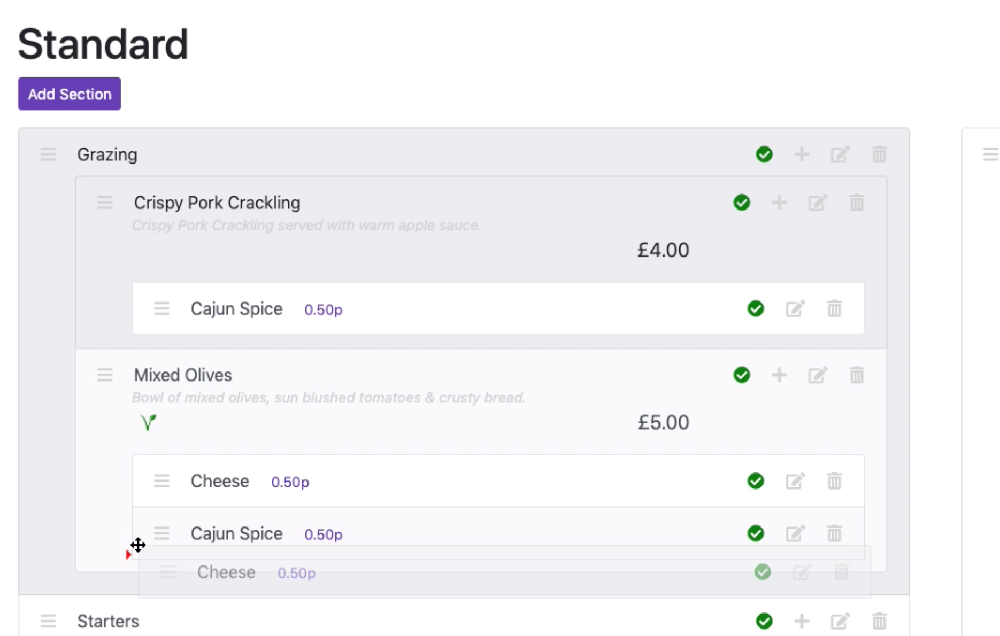 Standard
Add Section
Grazing
Crispy Pork Crackling
Crispy Pork Crackling served with warm apple sauce.
£4.00
Cajun Spice 0.50p
Mixed Olives
Bowl of mixed olives, sun blushed tomatoes & crusty bread.
£5.00
Cheese 0.50p
Cajun Spice 0.50p
Cheese 0.50p
Starters